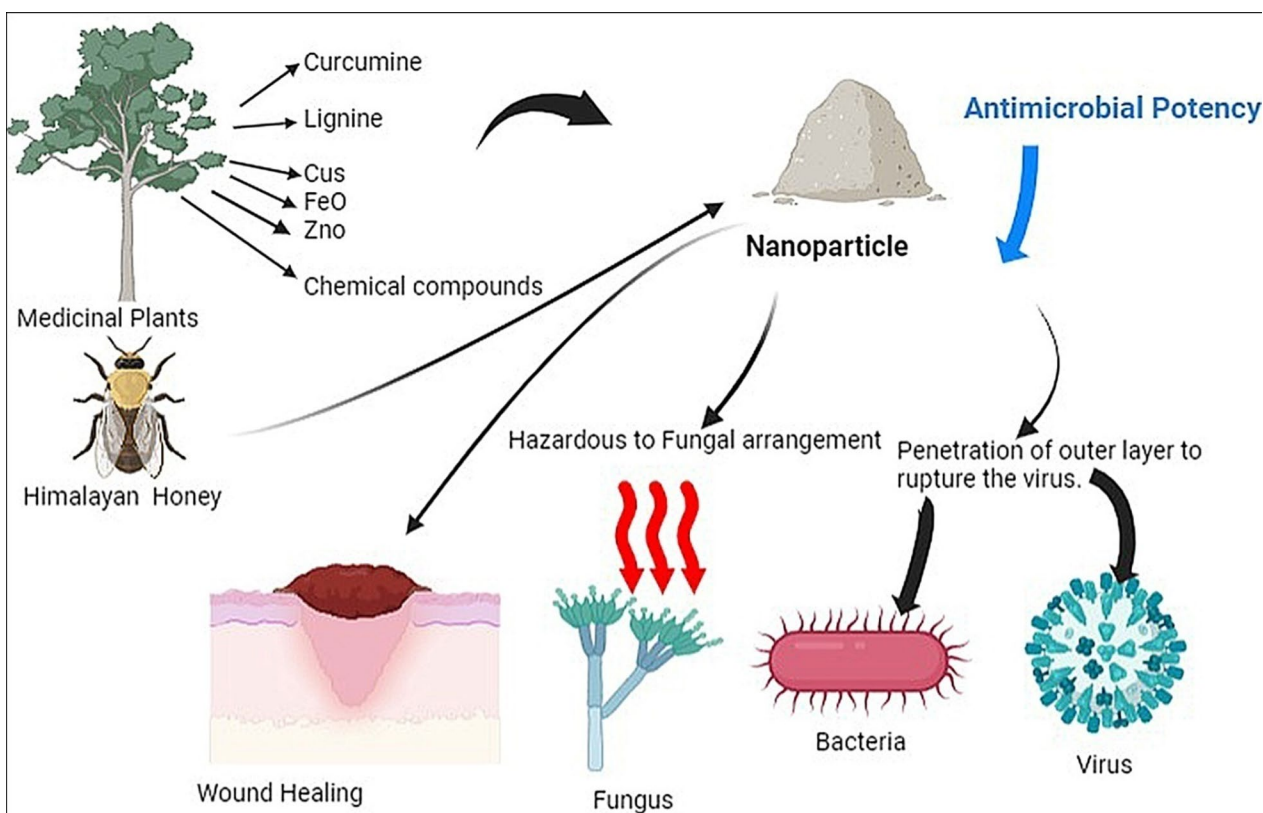 Curcumine
Lignine
Cus
FeO
Zno
Chemical compounds
Medicinal Plants
Himalayan Honey
Nanoparticle
Antimicrobial Potency
Hazardous to Fungal arrangement
Penetration of outer layer to
rupture the virus.
Wound Healing
Fungus
Bacteria
Virus